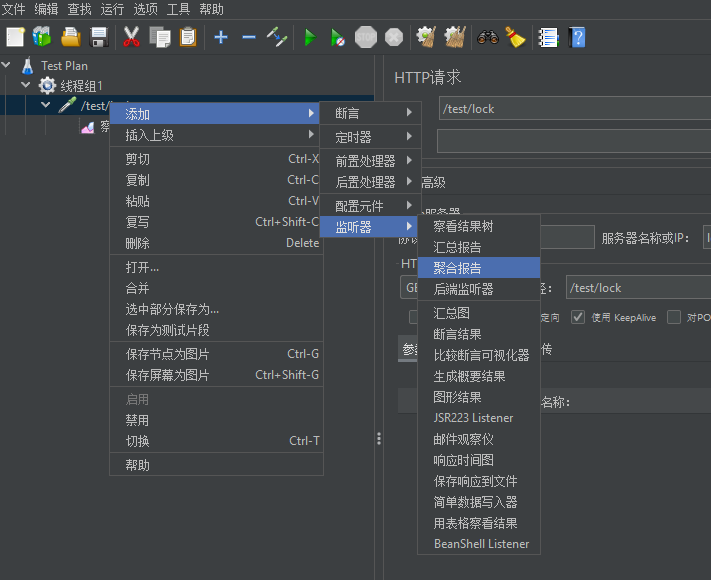 文件 编辑 查找 运行 选项 工具 帮助
Test Plan
线程组1
/test/
察
HTTP请求
/test/lock
高级
服务器名称或IP:
/test/lock
定向 使用 KeepAlive 对PO
传
名称:
添加
插入上级
剪切 Ctrl-X
复制 Ctrl-C
粘贴 Ctrl-V
复写 Ctrl+Shift-C
删除 Delete
打开...
合并
选中部分保存为...
保存为测试片段
保存节点为图片 Ctrl-G
保存屏幕为图片 Ctrl+Shift-G
启用
禁用
切换 Ctrl-T
帮助
断言
定时器
前置处理器
后置处理器
配置元件
监听器
察看结果树
汇总报告
聚合报告
后端监听器
汇总图
断言结果
比较断言可视化器
生成概要结果
图形结果
JSR223 Listener
邮件观察仪
响应时间图
保存响应到文件
简单数据写入器
用表格察看结果
BeanShell Listener